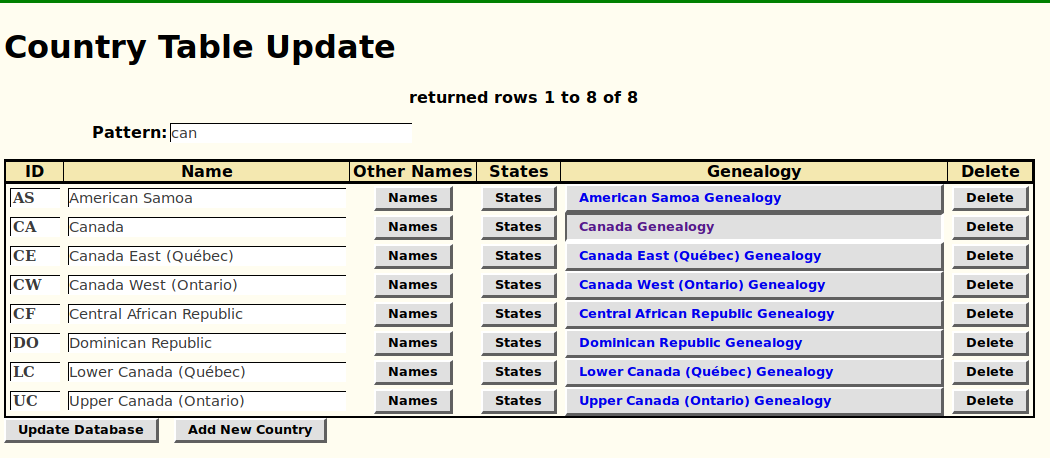 Country Table Update
returned rows 1 to 8 of 8
Pattern: can
ID Name Other Names States Genealogy Delete
AS American Samoa Names States American Samoa Genealogy Delete
CA Canada Names States Canada Genealogy Delete
CE Canada East (Québec) Names States Canada East (Québec) Genealogy Delete
CW Canada West (Ontario) Names States Canada West (Ontario) Genealogy Delete
CF Central African Republic Names States Central African Republic Genealogy Delete
DO Dominican Republic Names States Dominican Republic Genealogy Delete
LC Lower Canada (Québec) Names States Lower Canada (Québec) Genealogy Delete
UC Upper Canada (Ontario) Names States Upper Canada (Ontario) Genealogy Delete
Update Database Add New Country